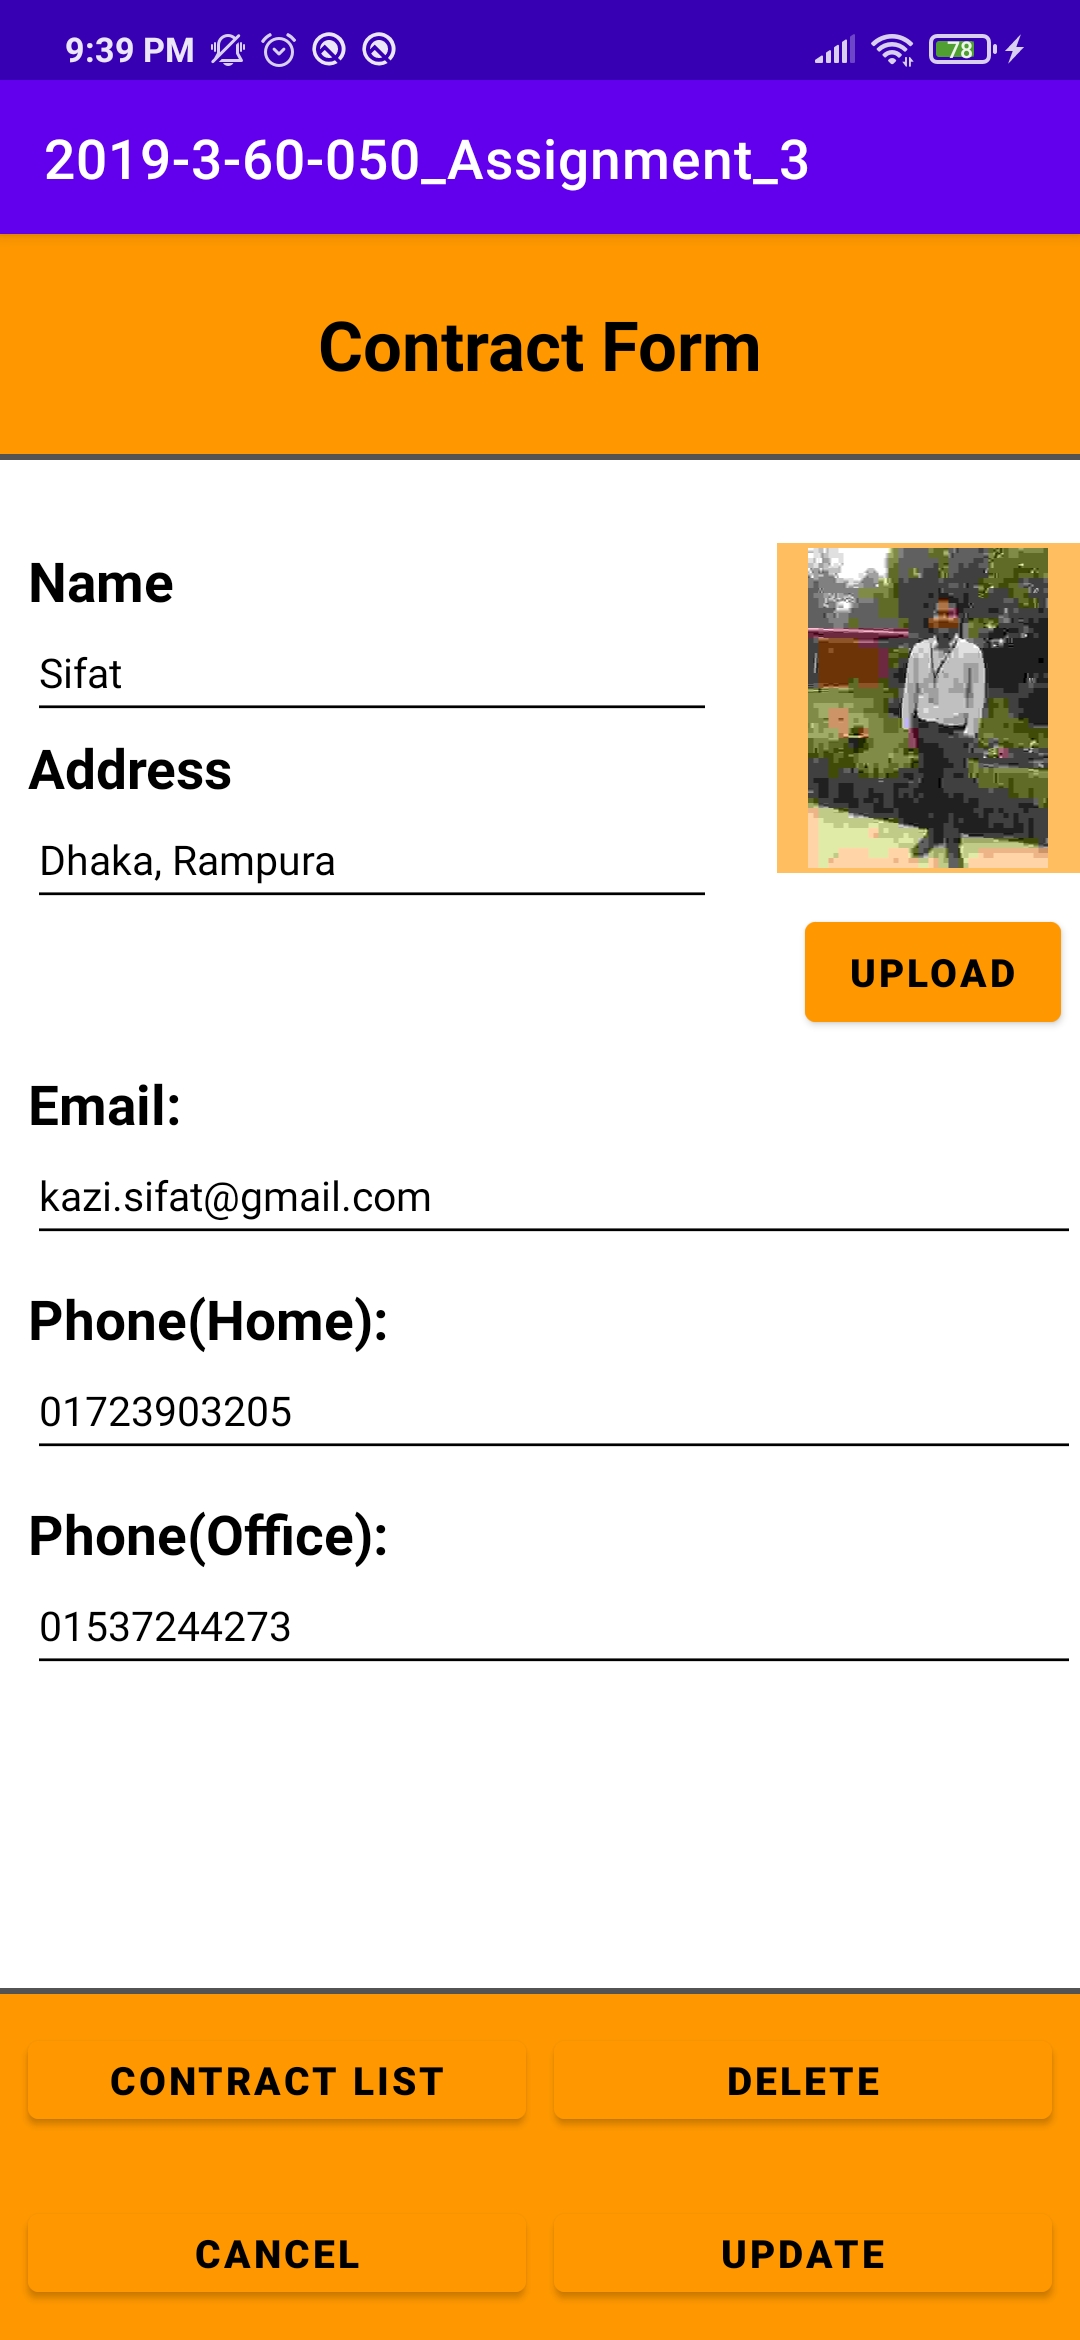 9:39 PM 78
2019-3-60-050_Assignment_3
Contract Form
Name
Sifat
Address
Dhaka, Rampura
UPLOAD
Email:
kazi.sifat@gmail.com
Phone(Home):
01723903205
Phone(Office):
01537244273
CONTRACT LIST DELETE
CANCEL UPDATE